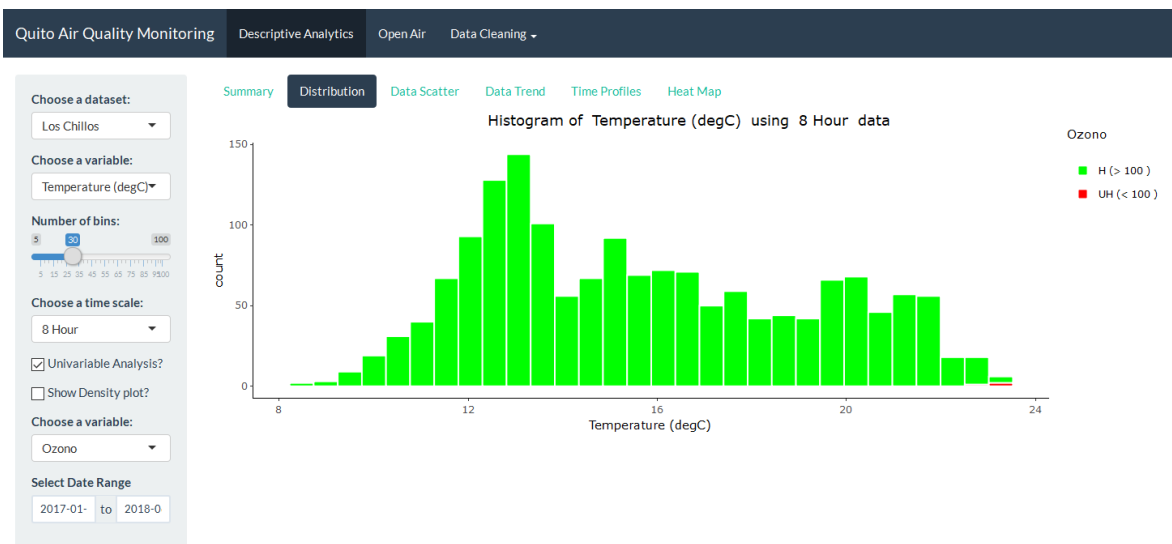 Quito Air Quality Monitoring Descriptive Analytics Open Air Data Cleaning
Choose a dataset:
Los Chillos
Choose a variable:
Temperature (degC)
Number of bins:
5 30 100
5 15 25 35 45 55 65 75 85 95100
Choose a time scale:
8 Hour
Univariable Analysis?
Show Density plot?
Choose a variable:
Ozono
Select Date Range
2017-01- to 2018-0
Summary Distribution Data Scatter Data Trend Time Profiles Heat Map
Histogram of Temperature (degC) using 8 Hour data
150
100
50
0
count
8 12 16 20 24
Temperature (degC)
Ozono
H (> 100 )
UH (< 100 )